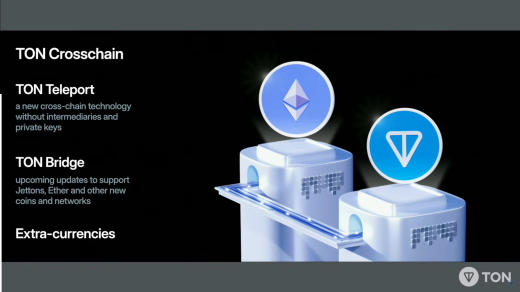 TON Crosschain
TON Teleport
a new cross-chain technology
without intermediaries and
private keys
TON Bridge
upcoming updates to support
Jettons, Ether and other new
coins and networks
Extra-currencies
TON